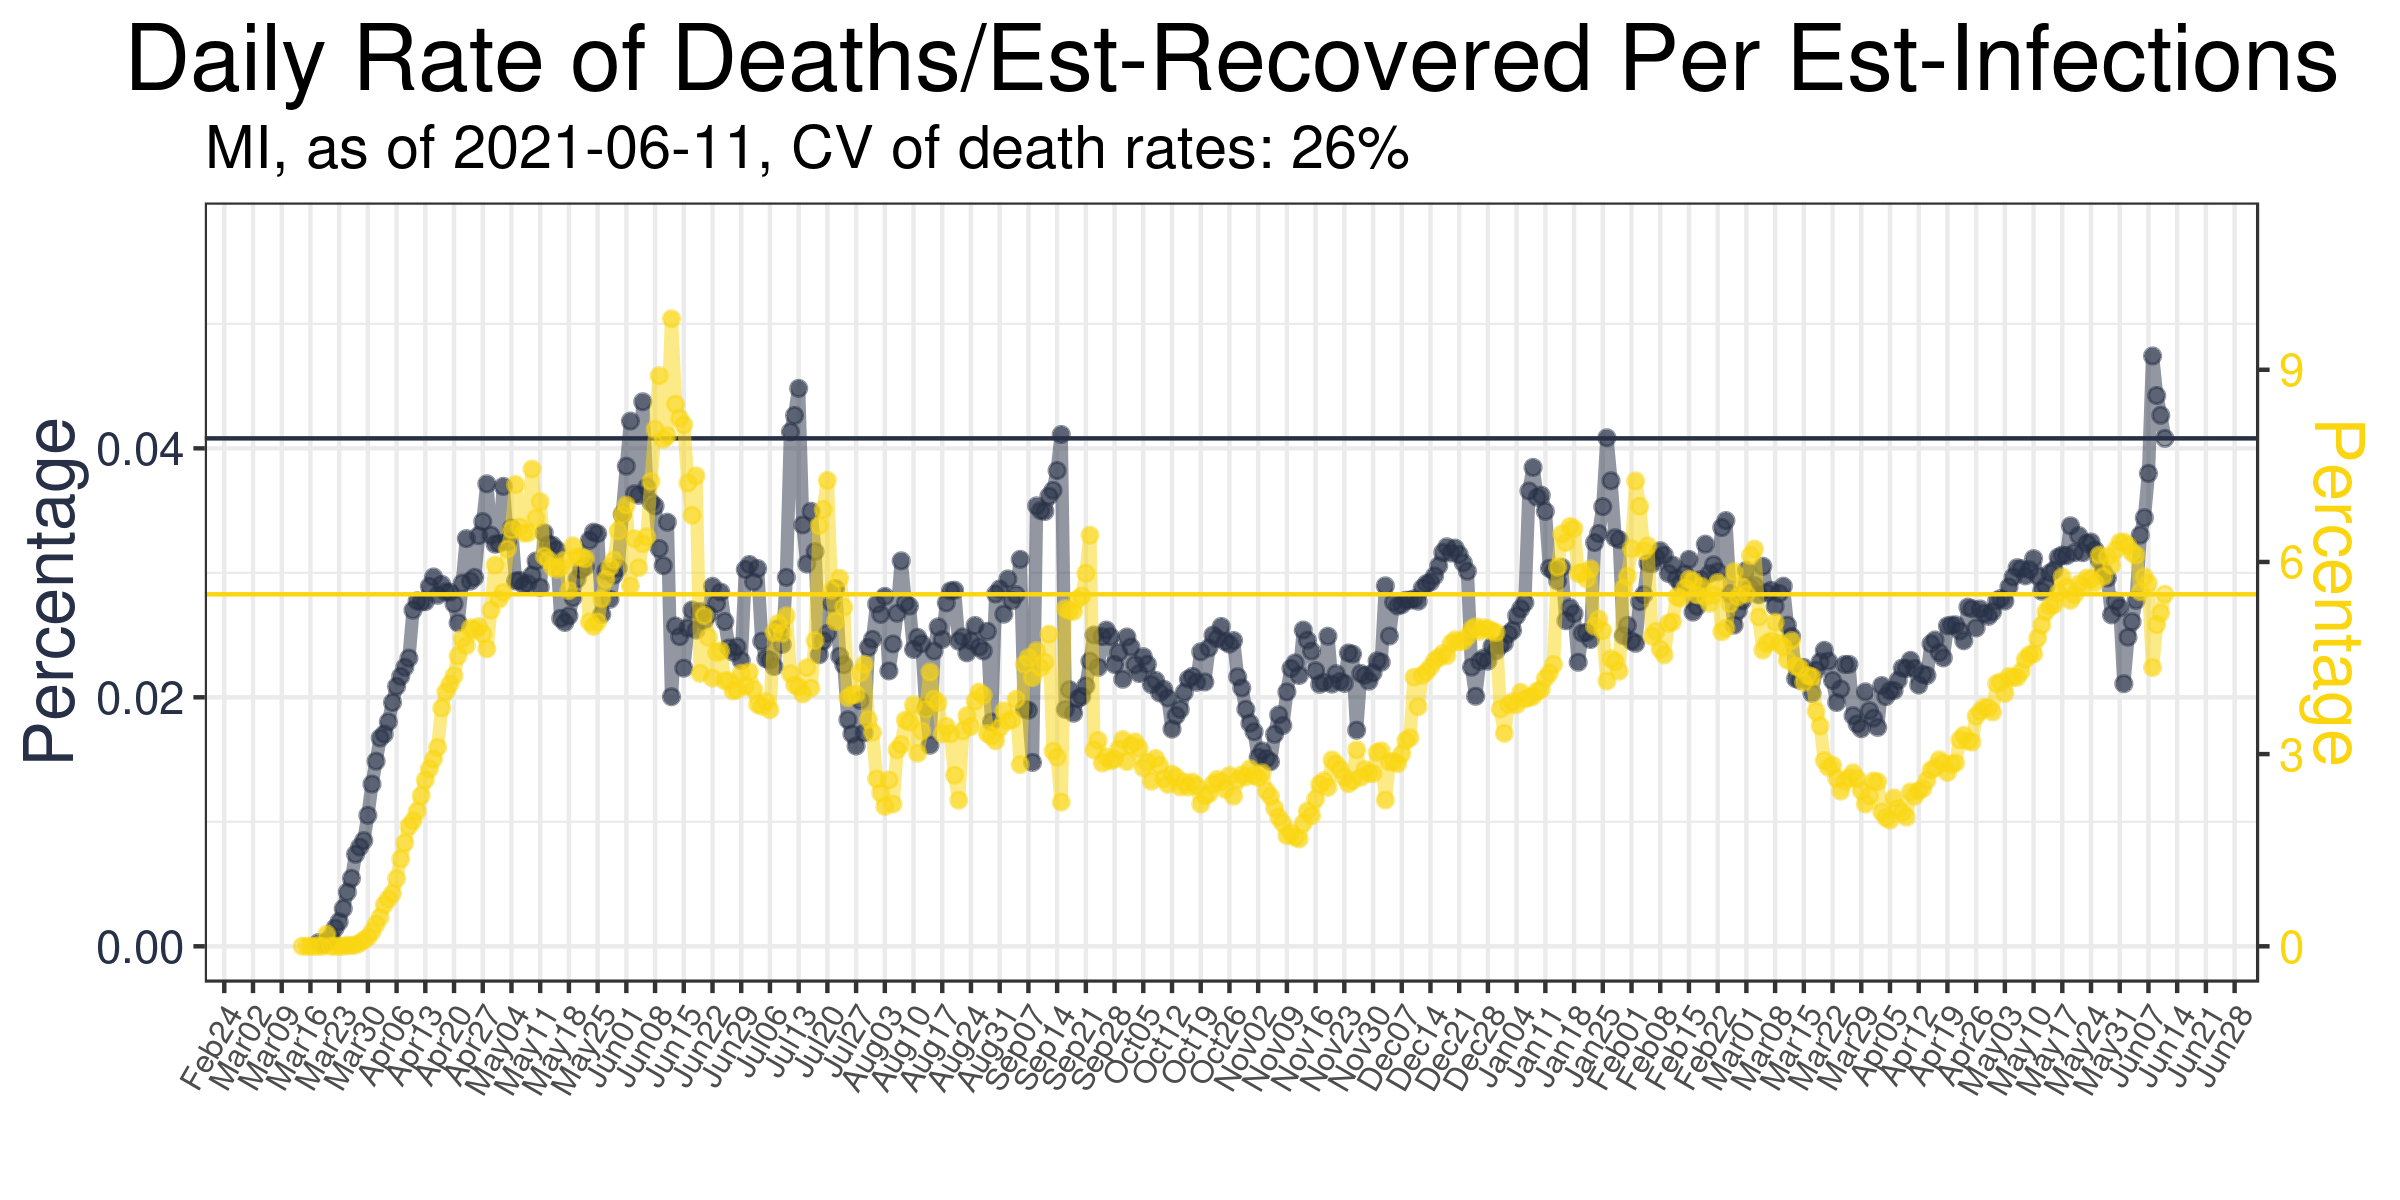 Daily Rate of Deaths/Est-Recovered Per Est-Infections
MI, as of 2021-06-11, CV of death rates: 26%
Percentage
0.04
0.02
0.00
9
6
3
0
Percentage
Feb24
Mar02
Mar09
Mar16
Mar23
Mar30
Apr06
Apr13
Apr20
Apr27
May04
May11
May18
May25
Jun01
Jun08
Jun15
Jun22
Jun29
Jul06
Jul13
Jul20
Jul27
Aug03
Aug10
Aug17
Aug24
Aug31
Sep07
Sep14
Sep21
Sep28
Oct05
Oct12
Oct19
Oct26
Nov02
Nov09
Nov16
Nov23
Nov30
Dec07
Dec14
Dec21
Dec28
Jan04
Jan11
Jan18
Jan25
Feb01
Feb08
Feb15
Feb22
Mar01
Mar08
Mar15
Mar22
Mar29
Apr05
Apr12
Apr19
Apr26
May03
May10
May17
May24
May31
Jun07
Jun14
Jun21
Jun28